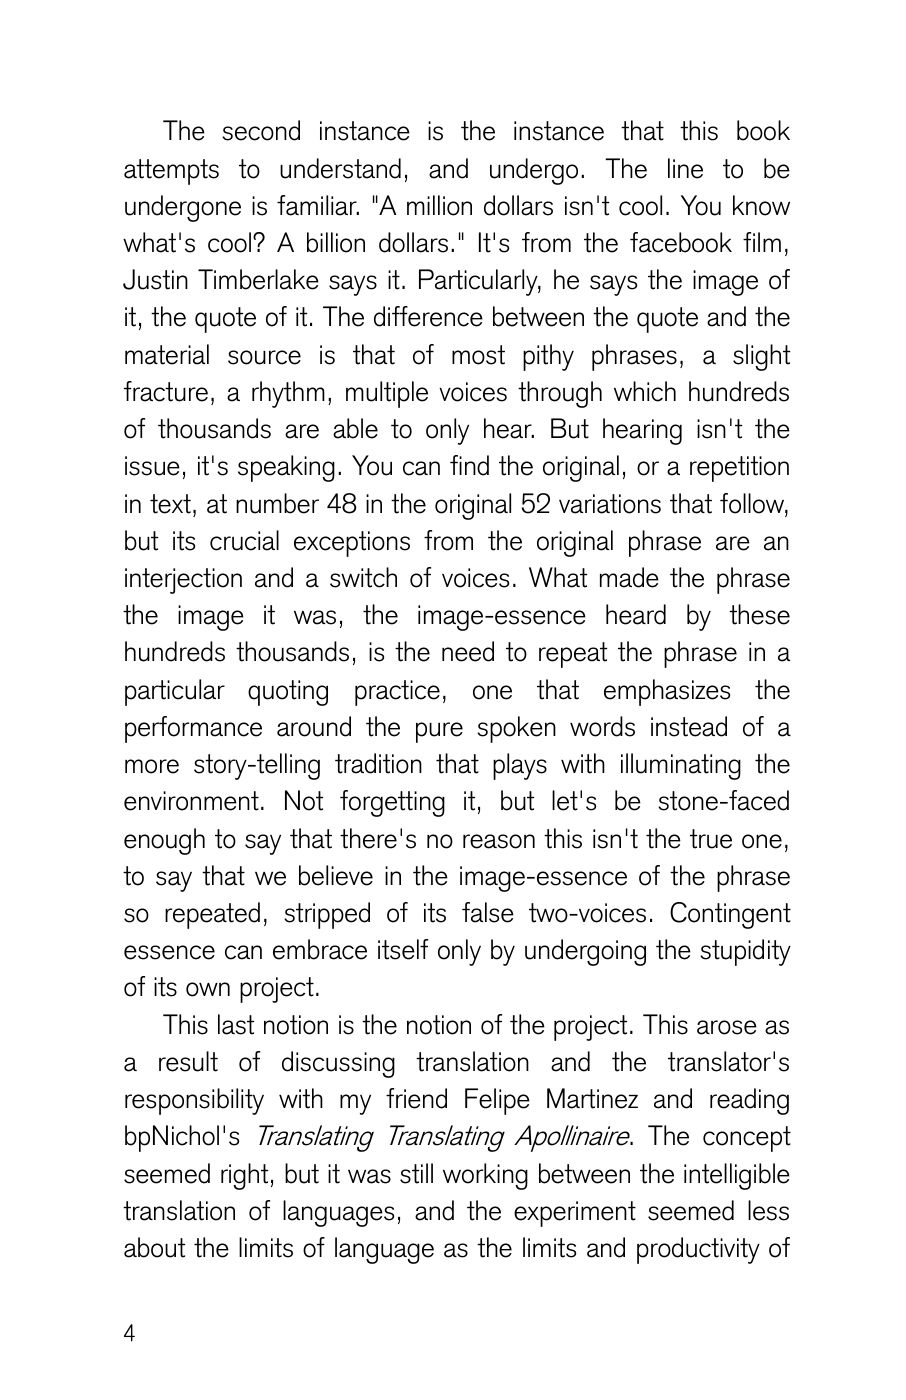 The second instance is the instance that this book
attempts to understand, and undergo. The line to be
undergone is familiar. "A million dollars isn't cool. You know
what's cool? A billion dollars." It's from the facebook film,
Justin Timberlake says it. Particularly, he says the image of
it, the quote of it. The difference between the quote and the
material source is that of most pithy phrases, a slight
fracture, a rhythm, multiple voices through which hundreds
of thousands are able to only hear. But hearing isn't the
issue, it's speaking. You can find the original, or a repetition
in text, at number 48 in the original 52 variations that follow,
but its crucial exceptions from the original phrase are an
interjection and a switch of voices. What made the phrase
the image it was, the image-essence heard by these
hundreds thousands, is the need to repeat the phrase in a
particular quoting practice, one that emphasizes the
performance around the pure spoken words instead of a
more story-telling tradition that plays with illuminating the
environment. Not forgetting it, but let's be stone-faced
enough to say that there's no reason this isn't the true one,
to say that we believe in the image-essence of the phrase
so repeated, stripped of its false two-voices. Contingent
essence can embrace itself only by undergoing the stupidity
of its own project.
This last notion is the notion of the project. This arose as
a result of discussing translation and the translator's
responsibility with my friend Felipe Martinez and reading
bpNichol's Translating Translating Apollinaire. The concept
seemed right, but it was still working between the intelligible
translation of languages, and the experiment seemed less
about the limits of language as the limits and productivity of
4